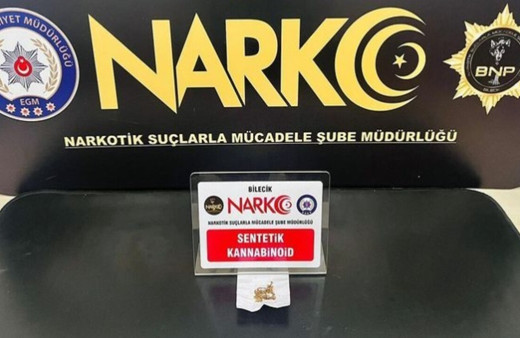 İYET MÜDÜRLÜĞÜ
EGM
NARKO
BNP
NARKOTİK SUÇLARLA MÜCADELE ŞUBE MÜDÜRLÜĞÜ
BİLECİK
NARKO
NARKOTİK SUÇLARLA MÜCADELE ŞUBE MÜDÜRLÜĞÜ
SENTETİK
KANNABİNOİD